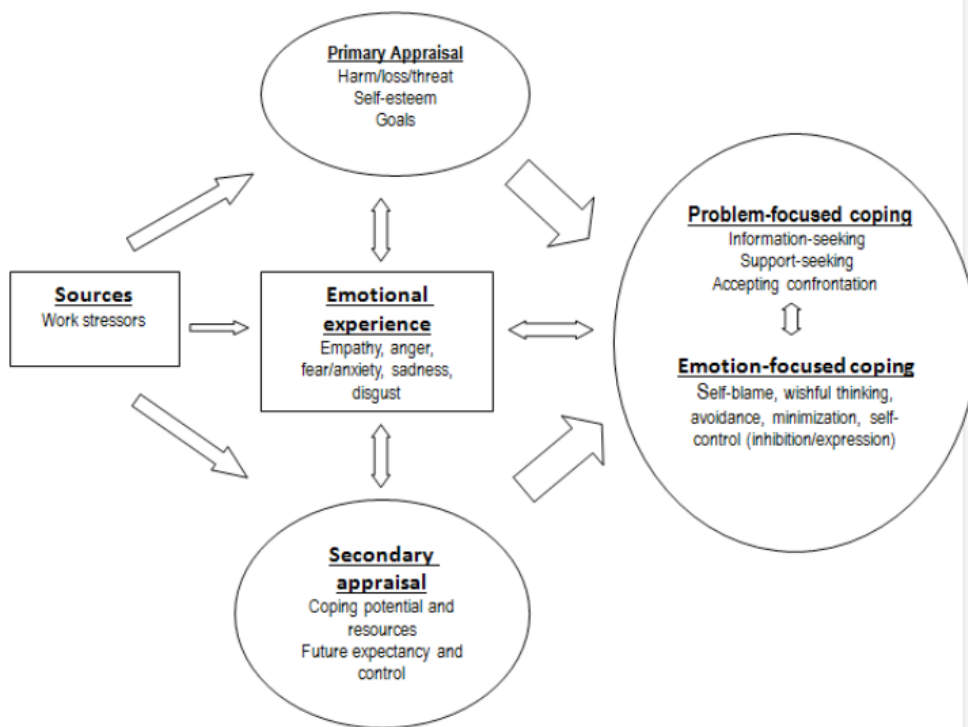 Primary Appraisal
Harm/loss/threat
Self-esteem
Goals
Sources
Work stressors
Emotional
experience
Empathy, anger,
fear/anxiety, sadness,
disgust
Problem-focused coping
Information-seeking
Support-seeking
Accepting confrontation
Emotion-focused coping
Self-blame, wishful thinking,
avoidance, minimization, self-
control (inhibition/expression)
Secondary
appraisal
Coping potential and
resources
Future expectancy and
control